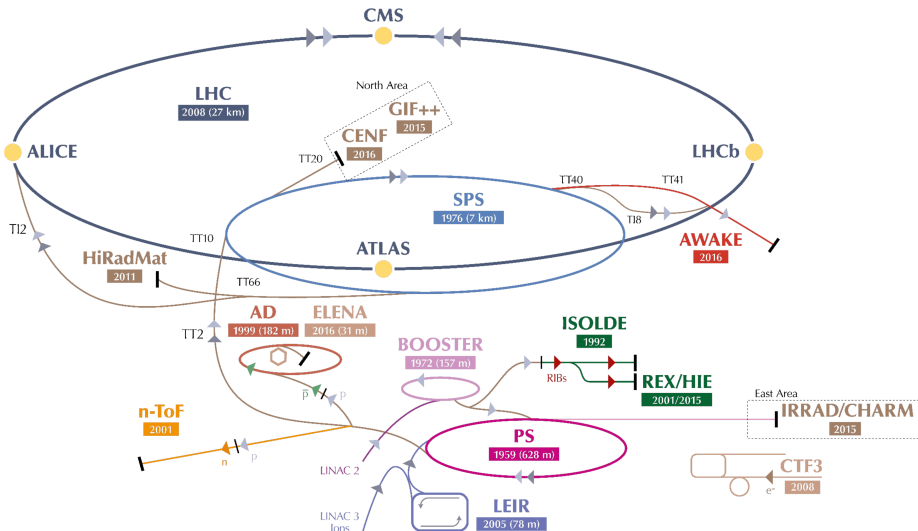 CMS
North Area
LHC
2008 (27 km)
GIF++
2015
CENF
2016
TT20
ALICE
LHCb
TT40
TT41
SPS
1976 (7 km)
TI8
TI2
TT10
ATLAS
AWAKE
2016
HiRadMat
2011
TT66
AD
1999 (182 m)
ELENA
2016 (31 m)
TT2
ISOLDE
1992
BOOSTER
1972 (157 m)
RIBs
REX/HIE
2001/2015
p̅
p
East Area
n-ToF
2001
IRRAD/CHARM
2015
PS
1959 (628 m)
n
p
LINAC 2
CTF3
2008
e-
LEIR
2005 (78 m)
LINAC 3
Ions